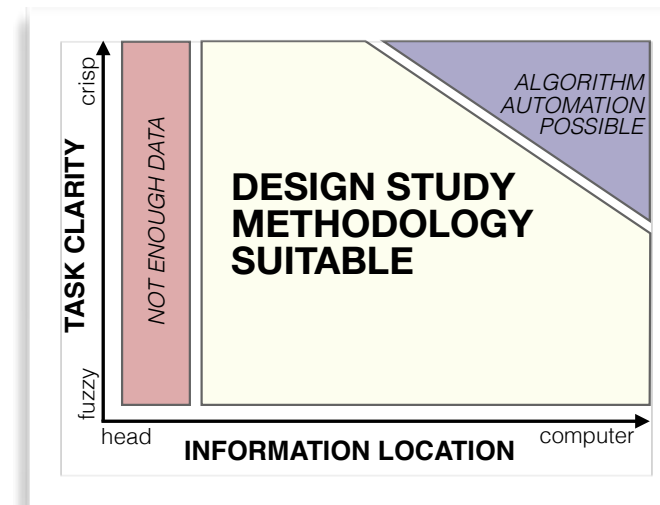 crisp
TASK CLARITY
fuzzy
NOT ENOUGH DATA
DESIGN STUDY
METHODOLOGY
SUITABLE
ALGORITHM
AUTOMATION
POSSIBLE
head
INFORMATION LOCATION
computer